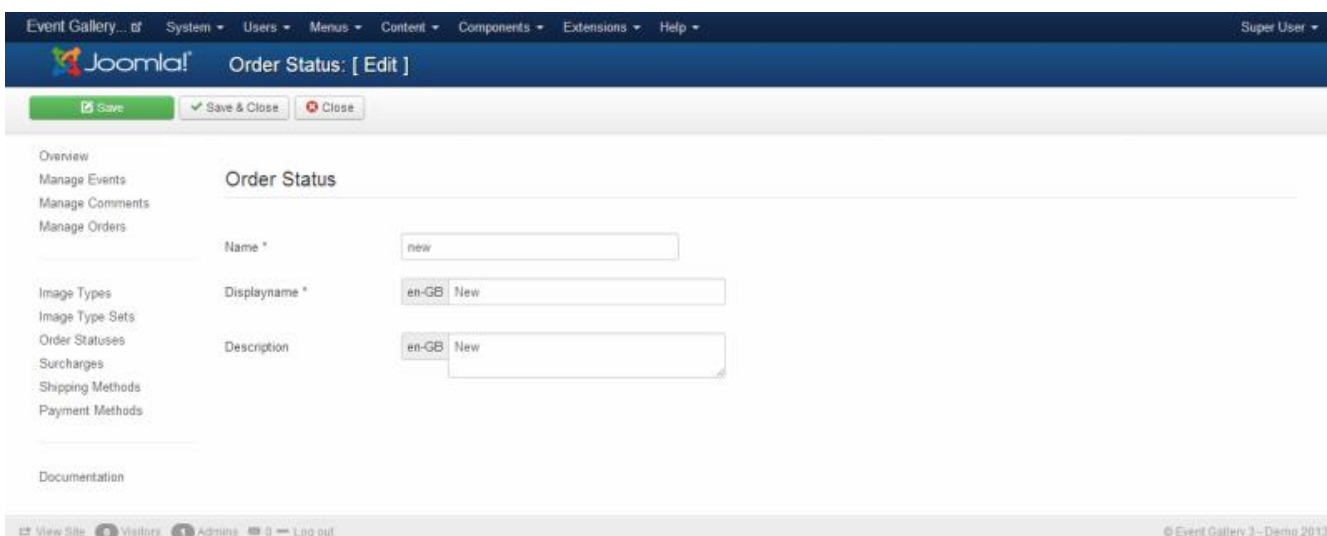 Event Gallery... System Users Menus Content Components Extensions Help Super User
Joomla! Order Status: [ Edit ]
Save Save & Close Close
Overview
Manage Events
Manage Comments
Manage Orders
Image Types
Image Type Sets
Order Statuses
Surcharges
Shipping Methods
Payment Methods
Documentation
Order Status
Name * new
Displayname * en-GB New
Description en-GB New
View Site 0 Visitors 1 Admins 0 Log out © Event Gallery 3 - Demo 2013